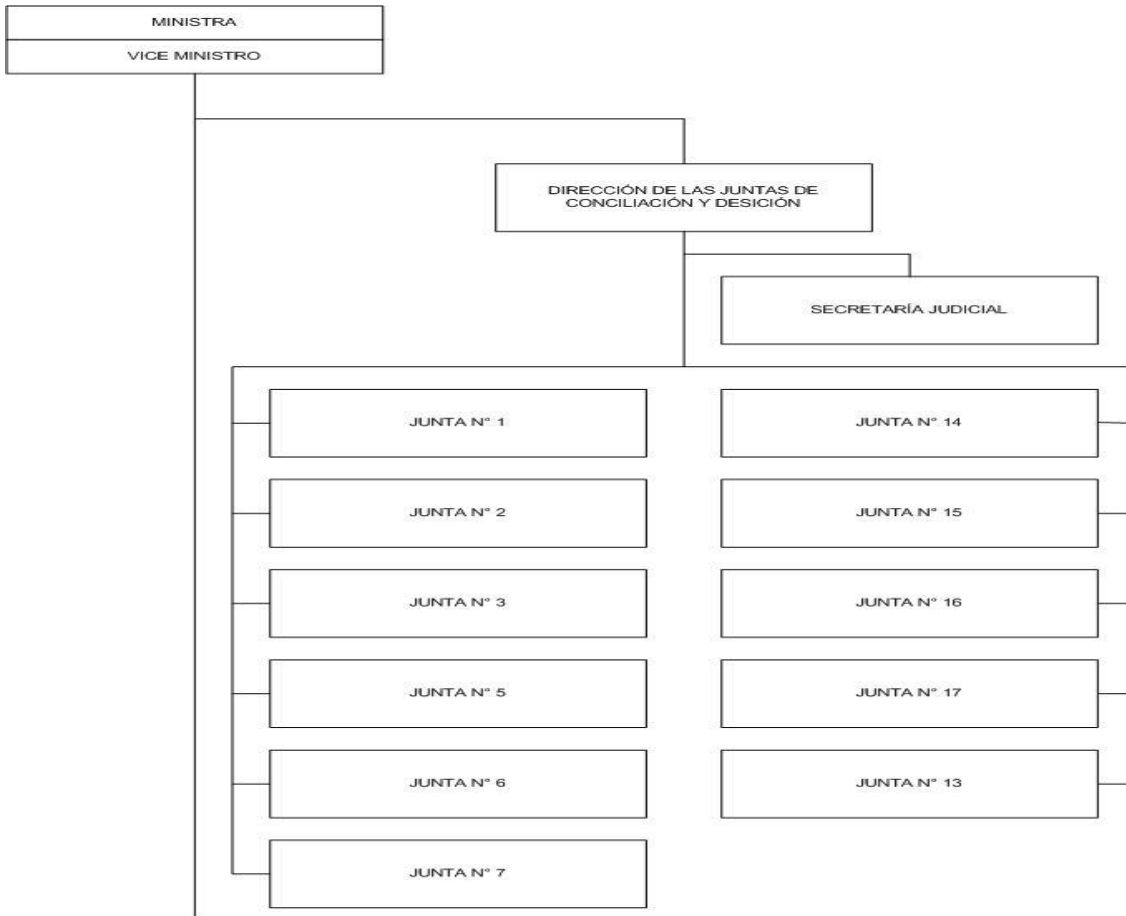 MINISTRA
VICE MINISTRO
DIRECCIÓN DE LAS JUNTAS DE
CONCILIACIÓN Y DESICIÓN
SECRETARÍA JUDICIAL
JUNTA N° 1
JUNTA N° 2
JUNTA N° 3
JUNTA N° 5
JUNTA N° 6
JUNTA N° 7
JUNTA N° 14
JUNTA N° 15
JUNTA N° 16
JUNTA N° 17
JUNTA N° 13